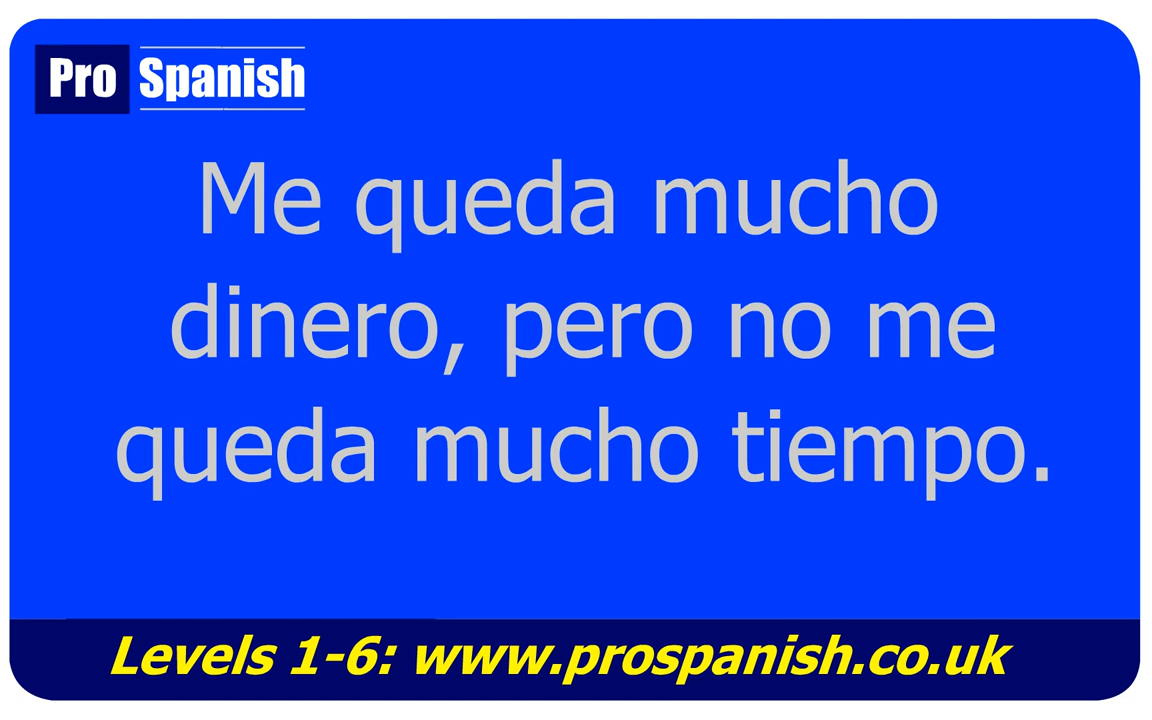 Pro Spanish
Me queda mucho
dinero, pero no me
queda mucho tiempo.
Levels 1-6: www.prospanish.co.uk